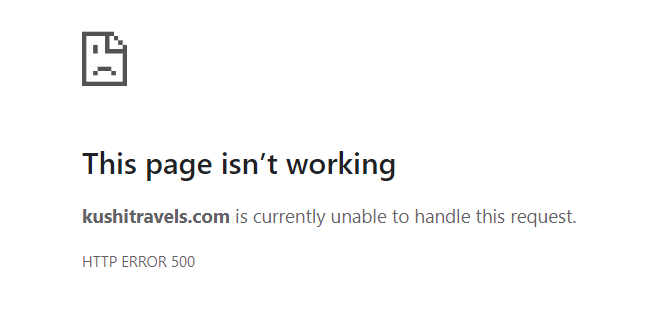 This page isn’t working
kushitravels.com is currently unable to handle this request.
HTTP ERROR 500